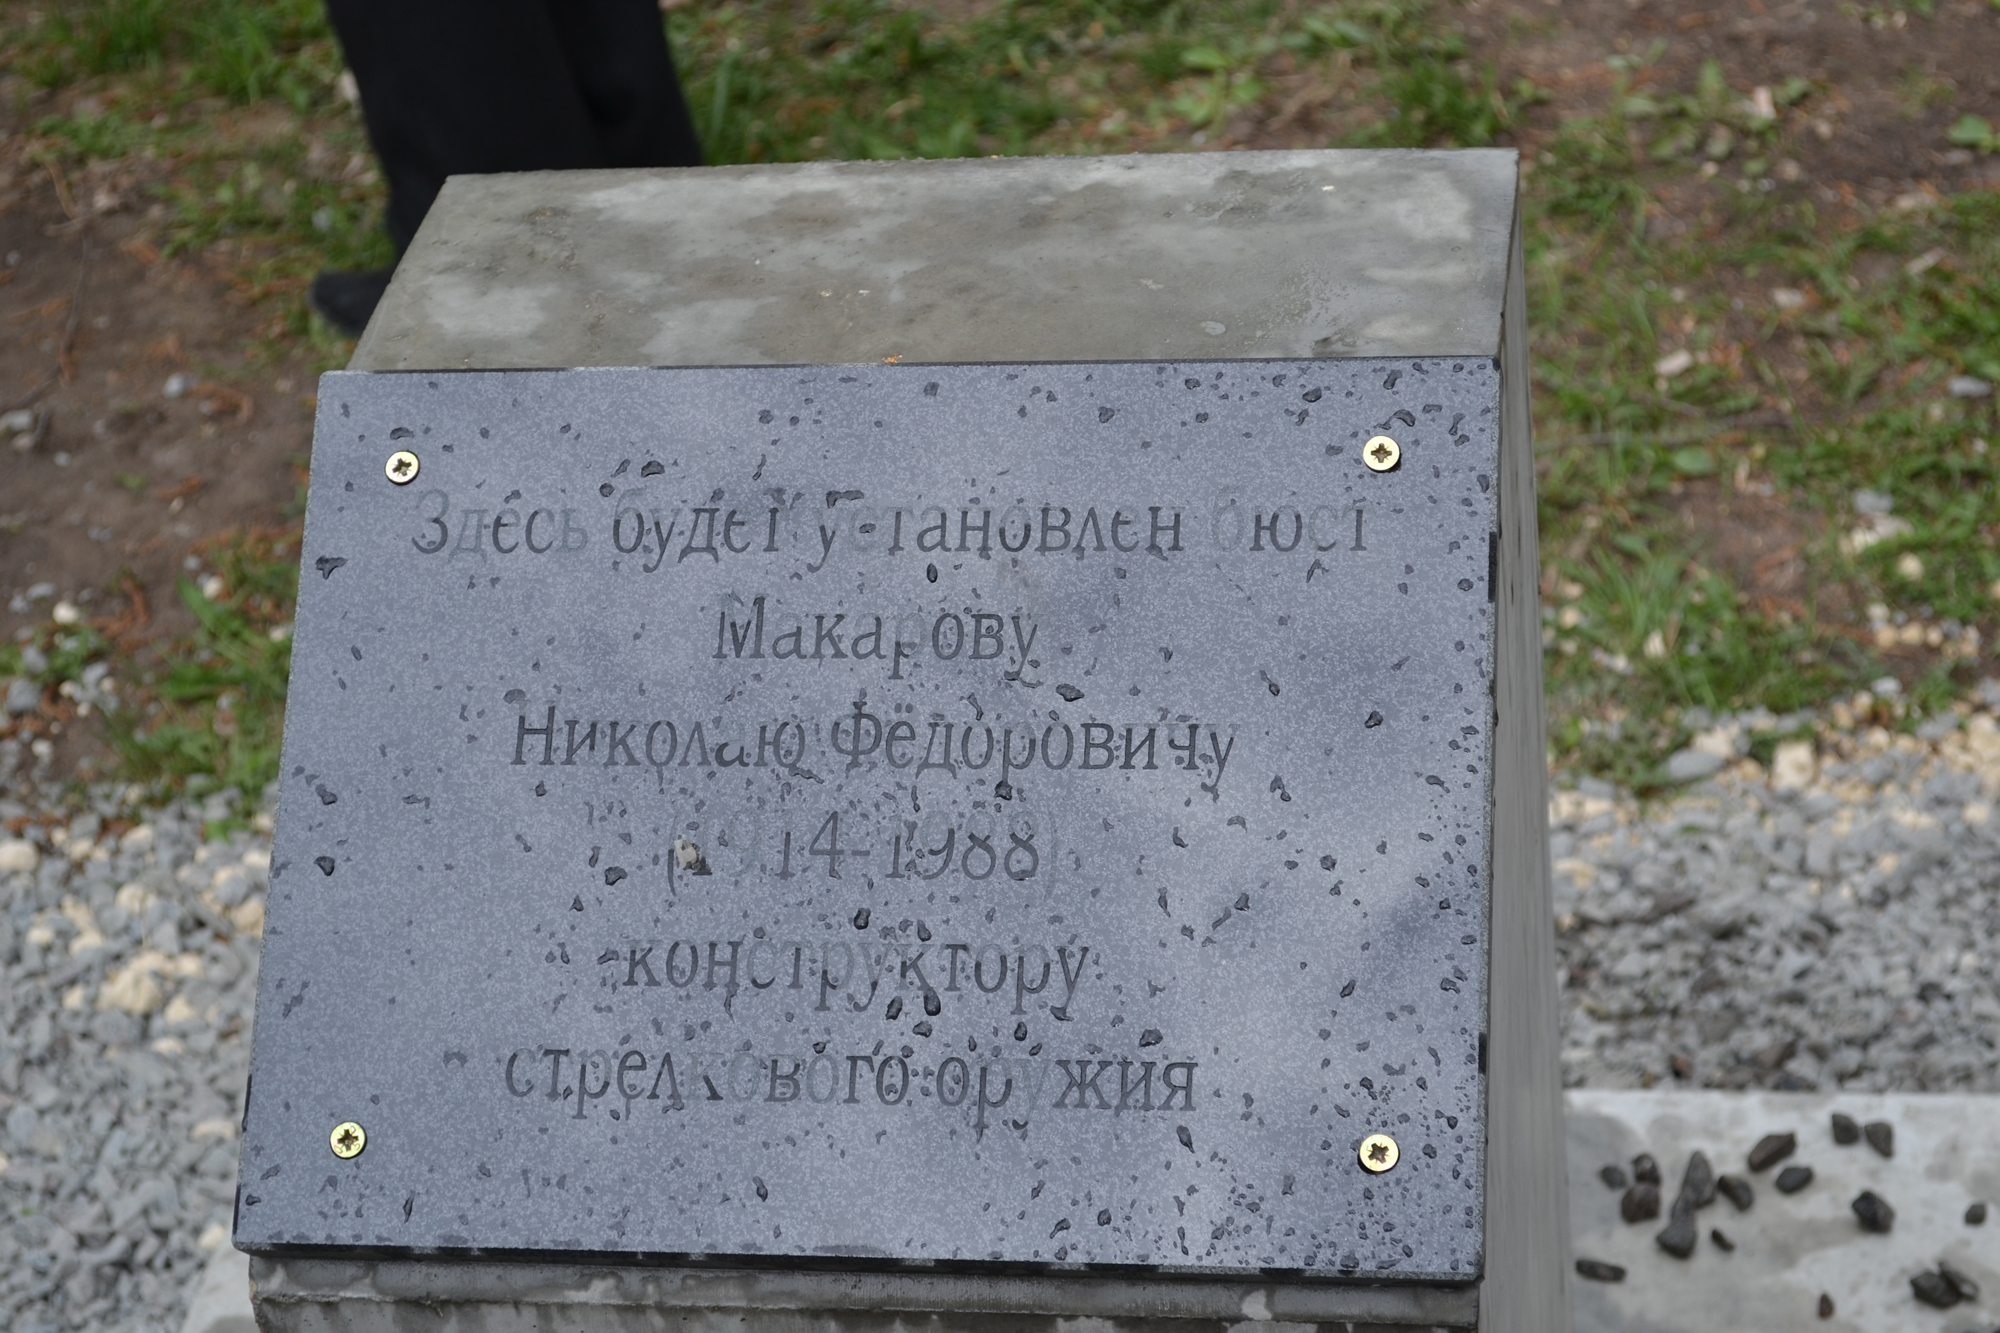 Здесь будет установлен бюст
Макарову
Николаю Фёдоровичу
(1914-1988)
конструктору
стрелкового оружия